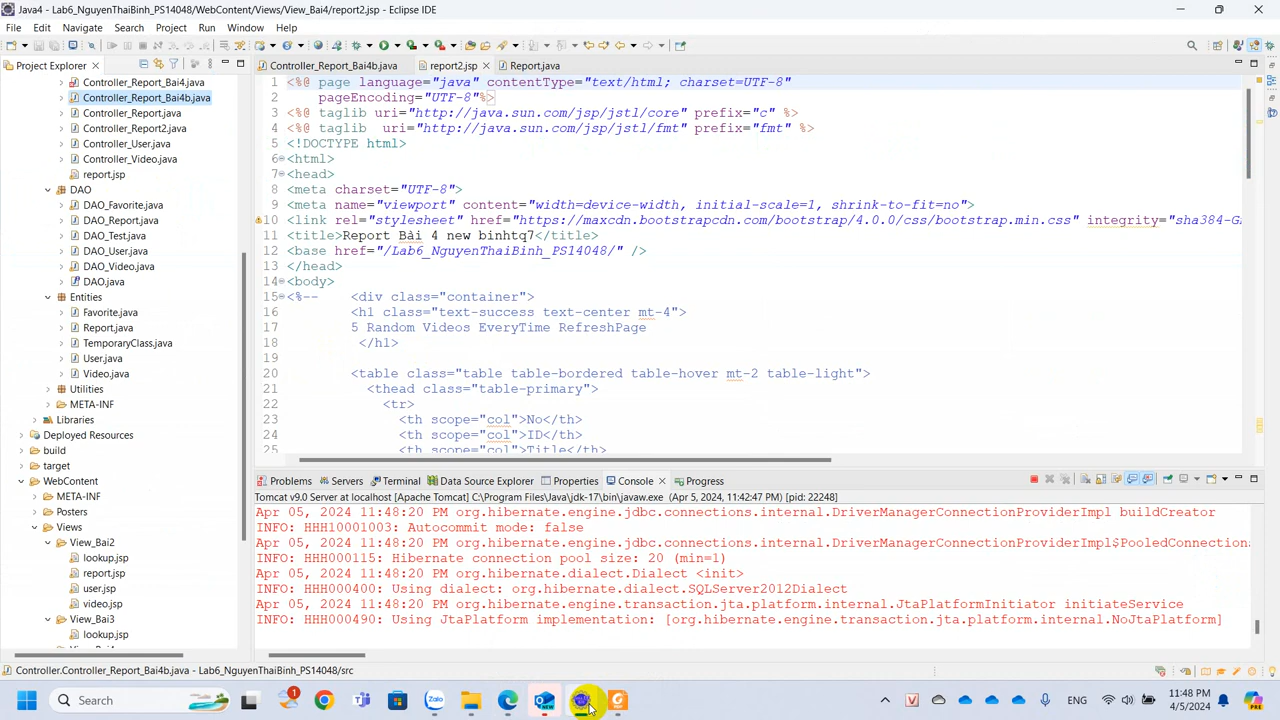 Java4 - Lab6_NguyenThaiBinh_PS14048/WebContent/Views/View_Bai4/report2.jsp - Eclipse IDE
File Edit Navigate Search Project Run Window Help
Project Explorer
Controller_Report_Bai4.java
Controller_Report_Bai4b.java
Controller_Report.java
Controller_Report2.java
Controller_User.java
Controller_Video.java
report.jsp
DAO
DAO_Favorite.java
DAO_Report.java
DAO_Test.java
DAO_User.java
DAO_Video.java
DAO.java
Entities
Favorite.java
Report.java
TemporaryClass.java
User.java
Video.java
Utilities
META-INF
Libraries
Deployed Resources
build
target
WebContent
META-INF
Posters
Views
View_Bai2
lookup.jsp
report.jsp
user.jsp
video.jsp
View_Bai3
lookup.jsp
Controller_Report_Bai4b.java report2.jsp Report.java
1 <%@ page language="java" contentType="text/html; charset=UTF-8"
2 pageEncoding="UTF-8"%>
3 <%@ taglib uri="http://java.sun.com/jsp/jstl/core" prefix="c" %>
4 <%@ taglib uri="http://java.sun.com/jsp/jstl/fmt" prefix="fmt" %>
5 <!DOCTYPE html>
6 <html>
7 <head>
8 <meta charset="UTF-8">
9 <meta name="viewport" content="width=device-width, initial-scale=1, shrink-to-fit=no">
10 <link rel="stylesheet" href="https://maxcdn.bootstrapcdn.com/bootstrap/4.0.0/css/bootstrap.min.css" integrity="sha384-G
11 <title>Report Bài 4 new binhtq7</title>
12 <base href="/Lab6_NguyenThaiBinh_PS14048/" />
13 </head>
14 <body>
15 <%-- <div class="container">
16 <h1 class="text-success text-center mt-4">
17 5 Random Videos EveryTime RefreshPage
18 </h1>
19
20 <table class="table table-bordered table-hover mt-2 table-light">
21 <thead class="table-primary">
22 <tr>
23 <th scope="col">No</th>
24 <th scope="col">ID</th>
25 <th scope="col">Title</th>
Problems Servers Terminal Data Source Explorer Properties Console Progress
Tomcat v9.0 Server at localhost [Apache Tomcat] C:\Program Files\Java\jdk-17\bin\javaw.exe (Apr 5, 2024, 11:42:47 PM) [pid: 22248]
Apr 05, 2024 11:48:20 PM org.hibernate.engine.jdbc.connections.internal.DriverManagerConnectionProviderImpl buildCreator
INFO: HHH10001003: Autocommit mode: false
Apr 05, 2024 11:48:20 PM org.hibernate.engine.jdbc.connections.internal.DriverManagerConnectionProviderImpl$PooledConnections
INFO: HHH000115: Hibernate connection pool size: 20 (min=1)
Apr 05, 2024 11:48:20 PM org.hibernate.dialect.Dialect <init>
INFO: HHH000400: Using dialect: org.hibernate.dialect.SQLServer2012Dialect
Apr 05, 2024 11:48:20 PM org.hibernate.engine.transaction.jta.platform.internal.JtaPlatformInitiator initiateService
INFO: HHH000490: Using JtaPlatform implementation: [org.hibernate.engine.transaction.jta.platform.internal.NoJtaPlatform]
Controller.Controller_Report_Bai4b.java - Lab6_NguyenThaiBinh_PS14048/src
Search
Zalo
NEW
ENG
11:48 PM
4/5/2024
PRE